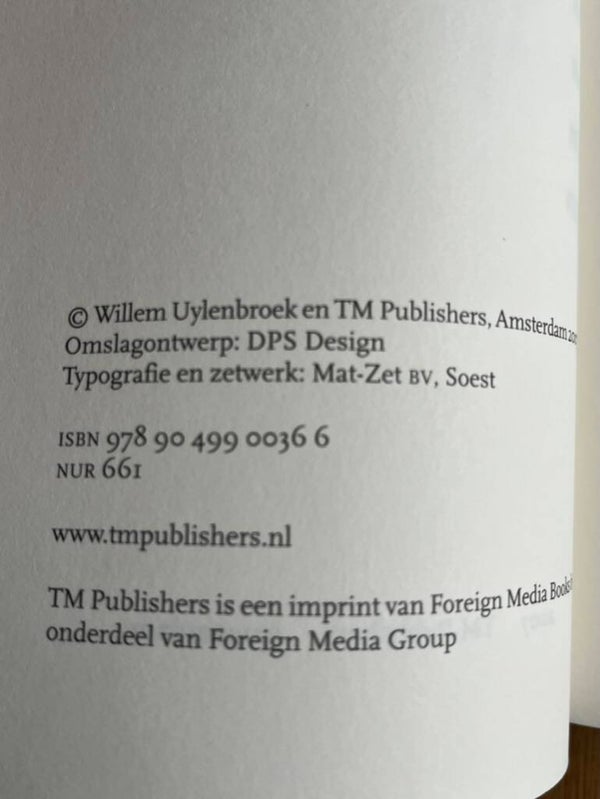 © Willem Uylenbroek en TM Publishers, Amsterdam
Omslagontwerp: DPS Design
Typografie en zetwerk: Mat-Zet BV, Soest
ISBN 978 90 499 0036 6
NUR 661
www.tmpublishers.nl
TM Publishers is een imprint van Foreign Media Books
onderdeel van Foreign Media Group